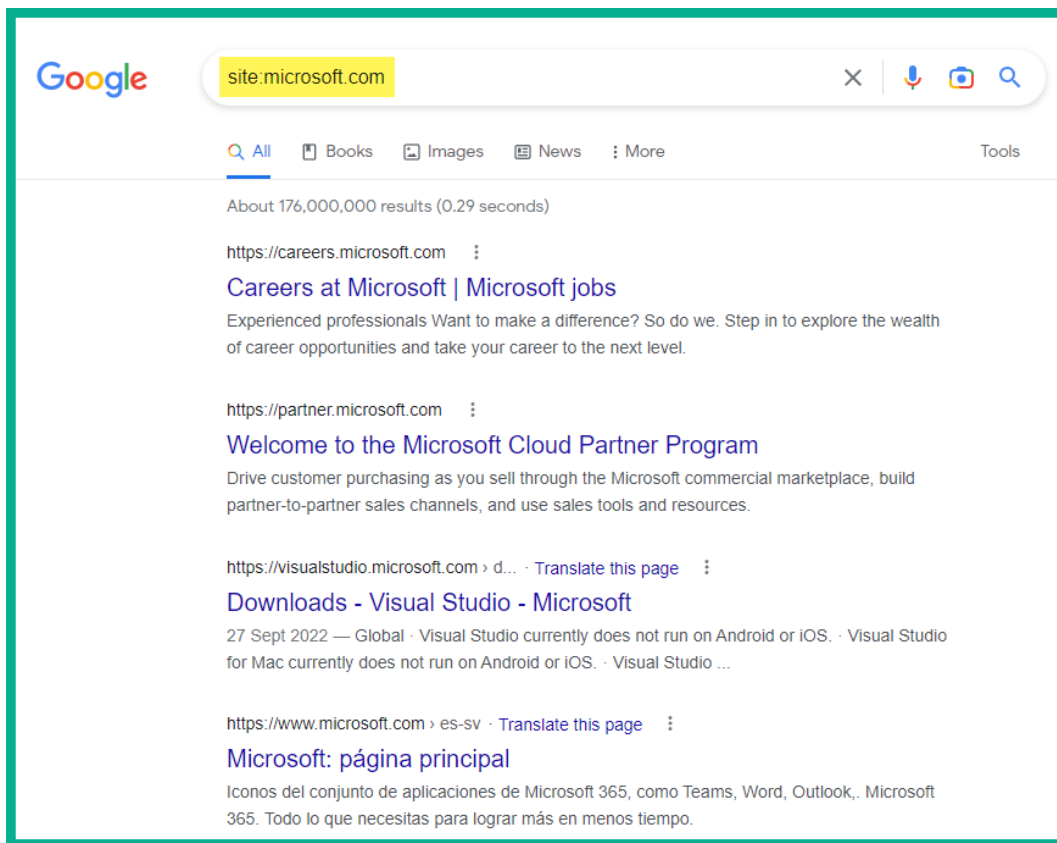 Google
site:microsoft.com
All Books Images News More Tools
About 176,000,000 results (0.29 seconds)
https://careers.microsoft.com
Careers at Microsoft | Microsoft jobs
Experienced professionals Want to make a difference? So do we. Step in to explore the wealth
of career opportunities and take your career to the next level.
https://partner.microsoft.com
Welcome to the Microsoft Cloud Partner Program
Drive customer purchasing as you sell through the Microsoft commercial marketplace, build
partner-to-partner sales channels, and use sales tools and resources.
https://visualstudio.microsoft.com › d... · Translate this page
Downloads - Visual Studio - Microsoft
27 Sept 2022 — Global · Visual Studio currently does not run on Android or iOS. · Visual Studio
for Mac currently does not run on Android or iOS. · Visual Studio ...
https://www.microsoft.com › es-sv · Translate this page
Microsoft: página principal
Iconos del conjunto de aplicaciones de Microsoft 365, como Teams, Word, Outlook,. Microsoft
365. Todo lo que necesitas para lograr más en menos tiempo.